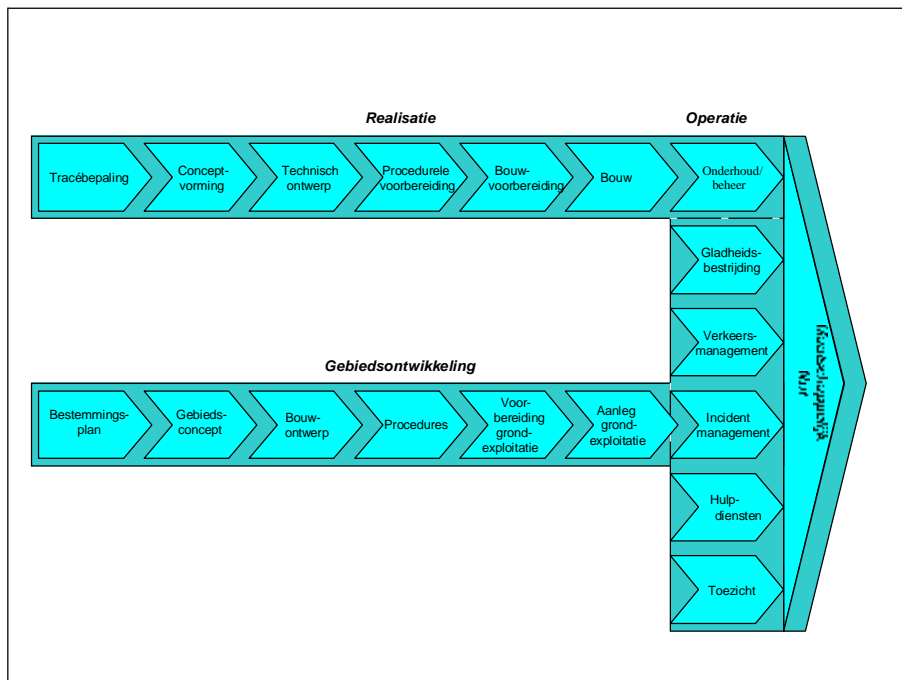 Realisatie
Operatie
Tracébepaling
Concept-
vorming
Technisch
ontwerp
Procedurele
voorbereiding
Bouw-
voorbereiding
Bouw
Onderhoud/
beheer
Gladheids-
bestrijding
Verkeers-
management
Gebiedsontwikkeling
Bestemmings-
plan
Gebieds-
concept
Bouw-
ontwerp
Procedures
Voor-
bereiding
grond-
exploitatie
Aanleg
grond-
exploitatie
Incident
management
Hulp-
diensten
Toezicht